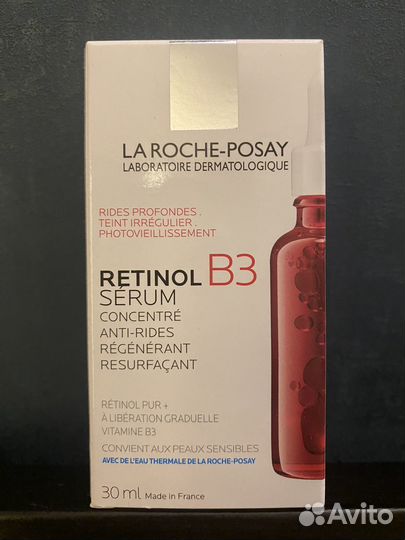 LA ROCHE-POSAY
LABORATOIRE DERMATOLOGIQUE
RIDES PROFONDES .
TEINT IRRÉGULIER .
PHOTOVIEILLISSEMENT
RETINOL B3
SÉRUM
CONCENTRÉ
ANTI-RIDES
RÉGÉNÉRANT
RESURFAÇANT
RÉTINOL PUR +
À LIBÉRATION GRADUELLE
VITAMINE B3
CONVIENT AUX PEAUX SENSIBLES
AVEC DE L'EAU THERMALE DE LA ROCHE-POSAY
30 ml Made in France
Avito